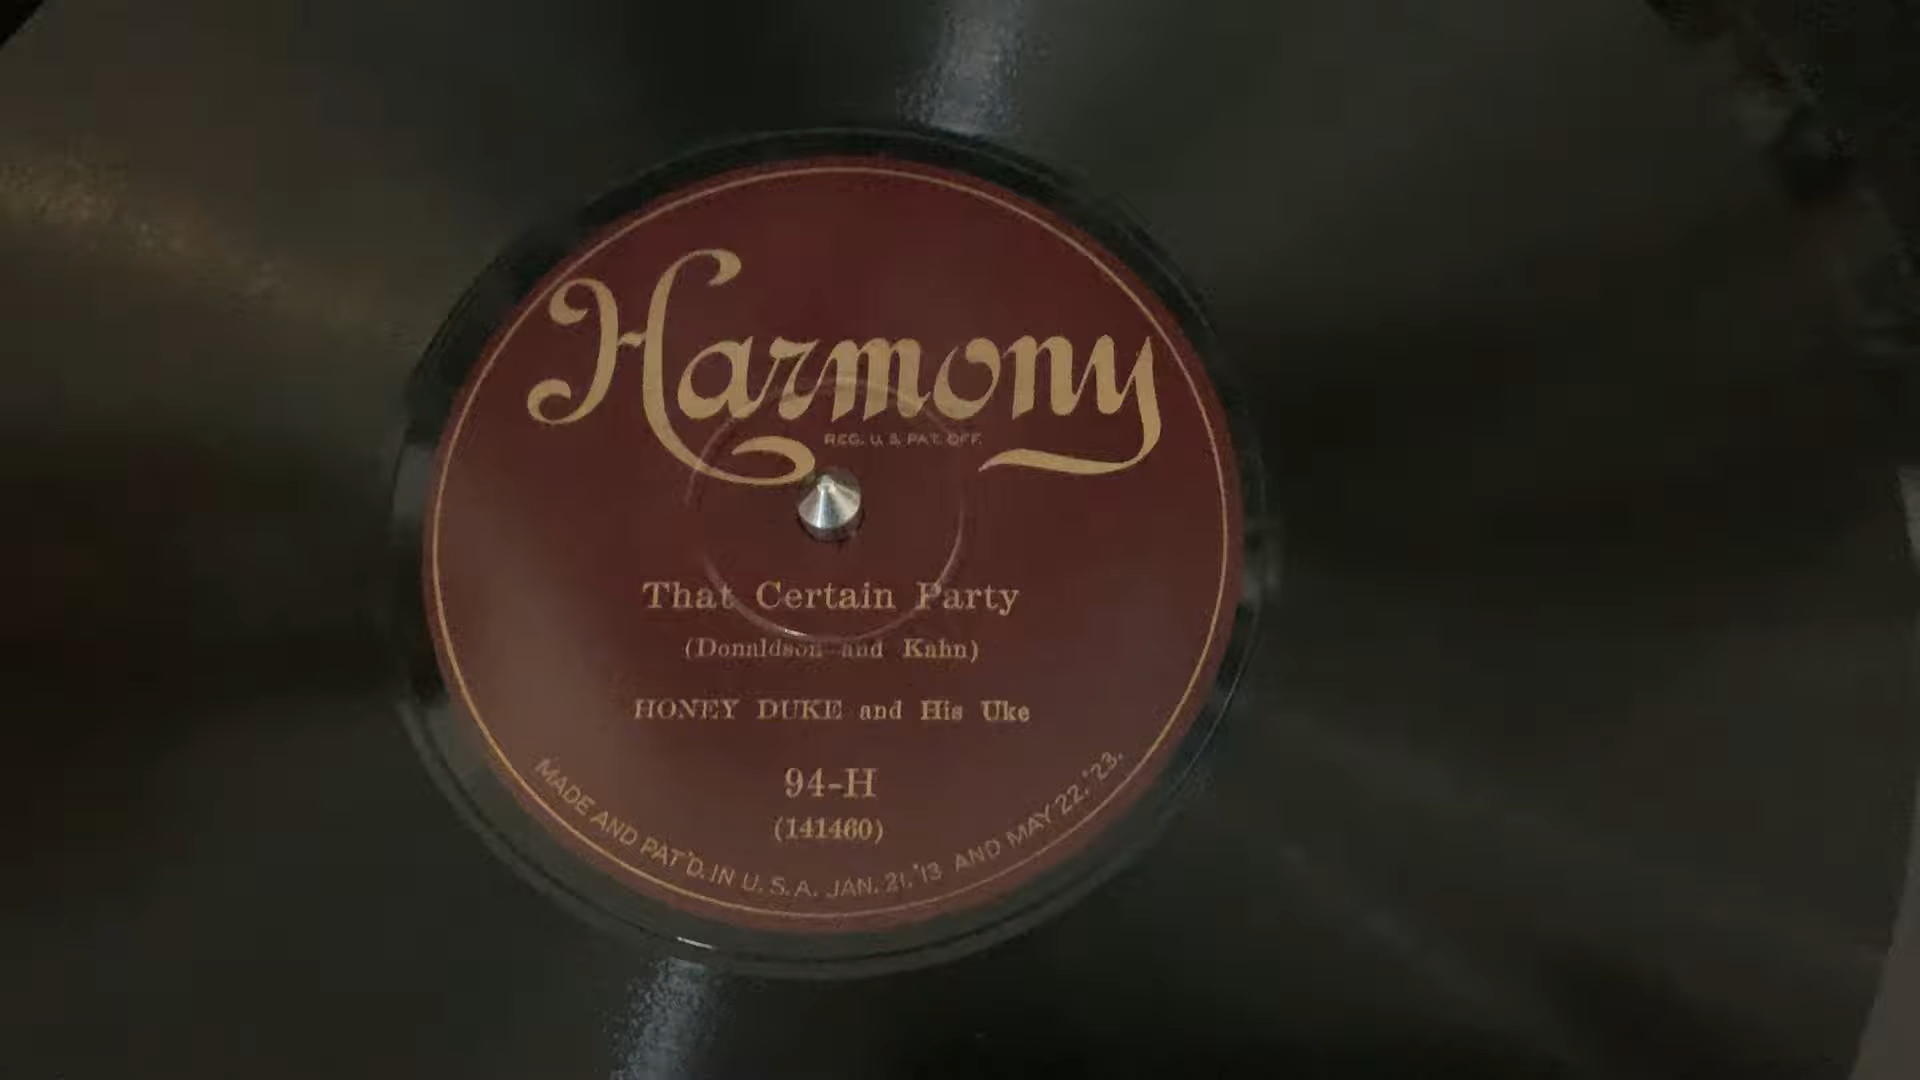 Harmony
REG. U. S. PAT. OFF.
That Certain Party
(Donaldson and Kahn)
HONEY DUKE and His Uke
94-H
(141460)
MADE AND PAT'D. IN U. S. A. JAN. 21, '13 AND MAY 22, '23.